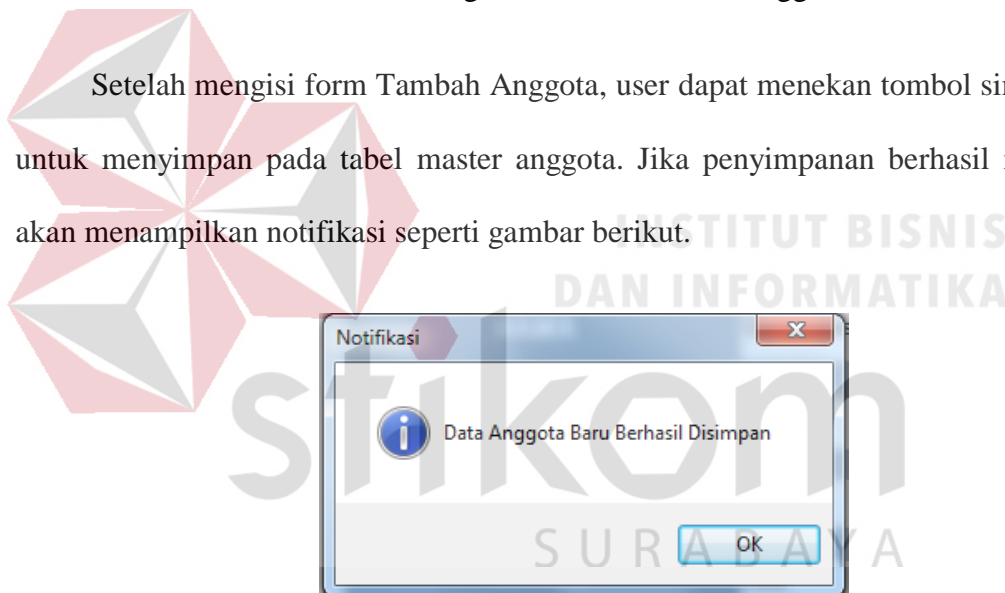 Setelah mengisi form Tambah Anggota, user dapat menekan tombol
untuk menyimpan pada tabel master anggota. Jika penyimpanan berhasil
akan menampilkan notifikasi seperti gambar berikut.
INSTITUT BISNIS
DAN INFORMATIKA
Notifikasi
stikom
Data Anggota Baru Berhasil Disimpan
SURABAYA
OK